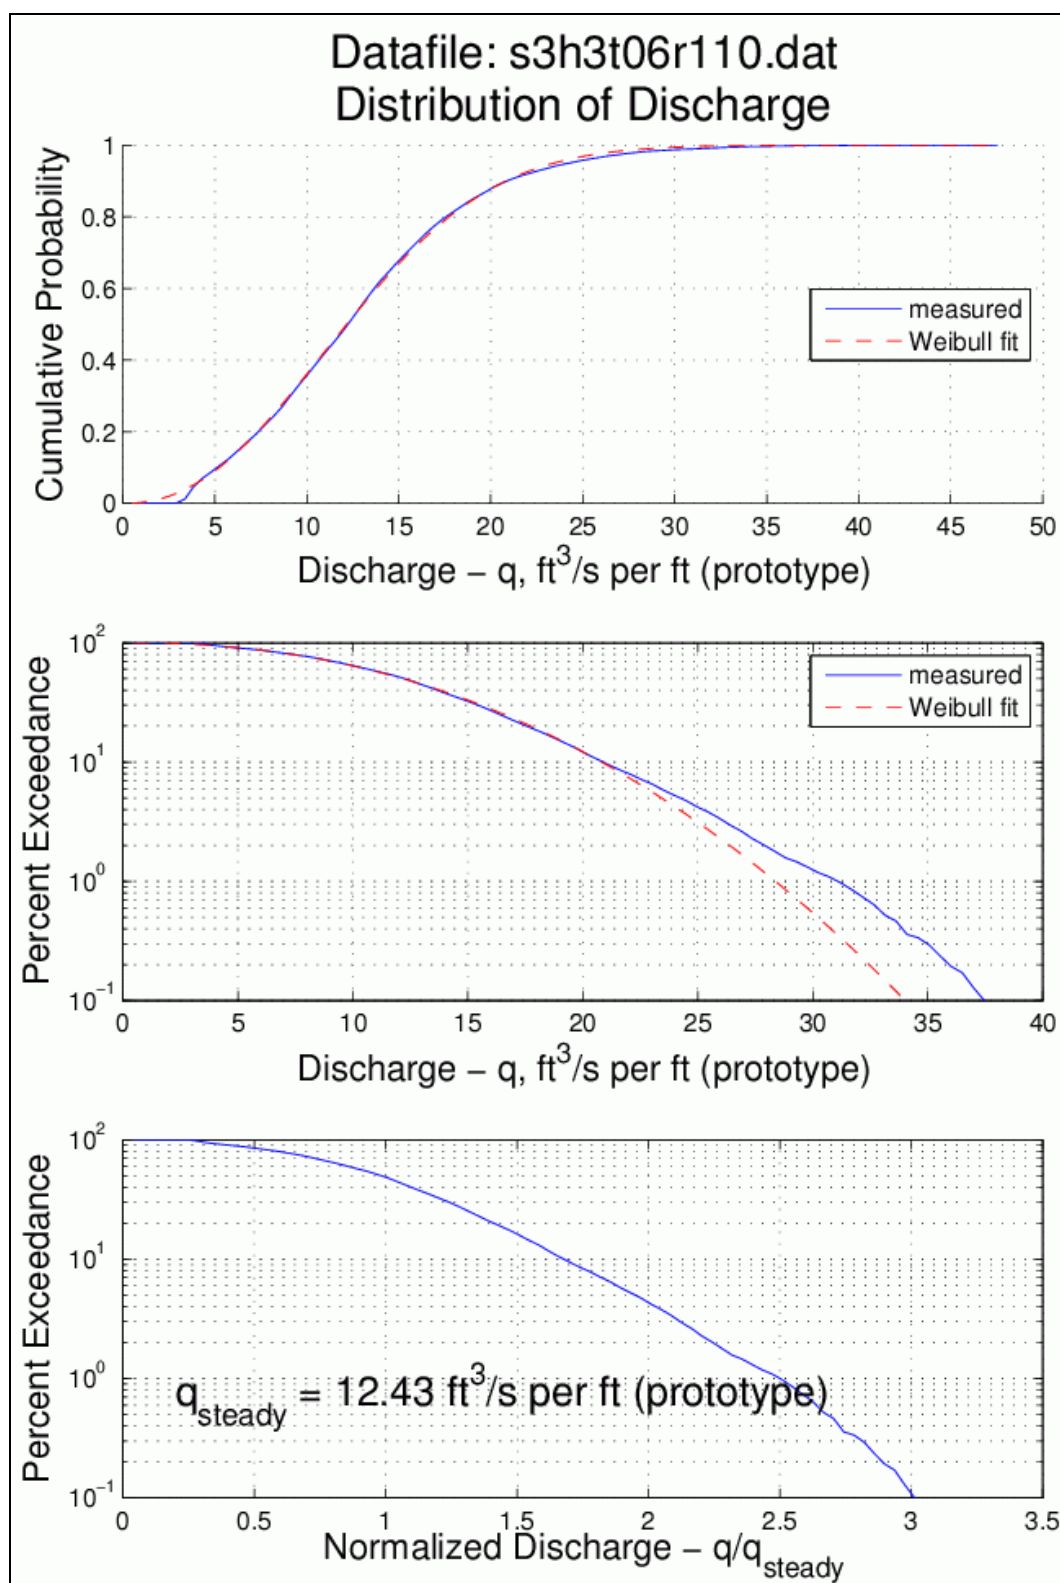 Datafile: s3h3t06r110.dat
Distribution of Discharge
Cumulative Probability
1
0.8
0.6
0.4
0.2
0
measured
Weibull fit
0 5 10 15 20 25 30 35 40 45 50
Discharge − q, ft³/s per ft (prototype)
Percent Exceedance
10²
10¹
10⁰
10⁻¹
measured
Weibull fit
0 5 10 15 20 25 30 35 40
Discharge − q, ft³/s per ft (prototype)
Percent Exceedance
10²
10¹
10⁰
10⁻¹
q_steady = 12.43 ft³/s per ft (prototype)
0 0.5 1 1.5 2 2.5 3 3.5
Normalized Discharge − q/q_steady